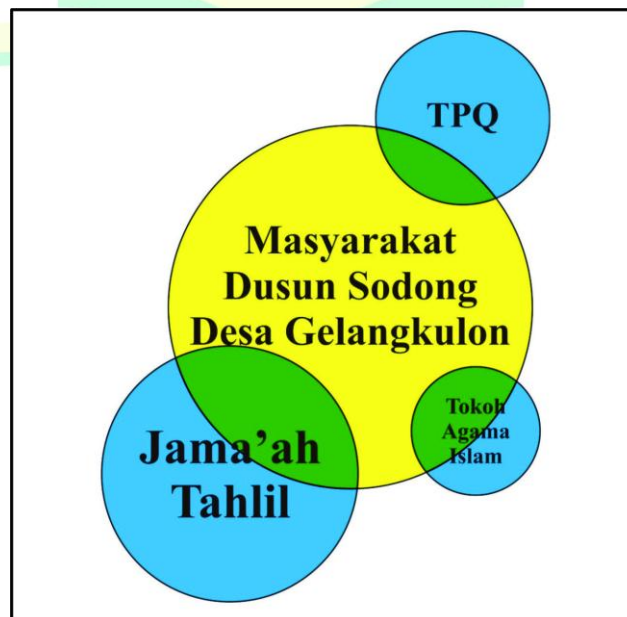 TPQ
Masyarakat
Dusun Sodong
Desa Gelangkulon
Tokoh
Agama
Islam
Jama’ah
Tahlil